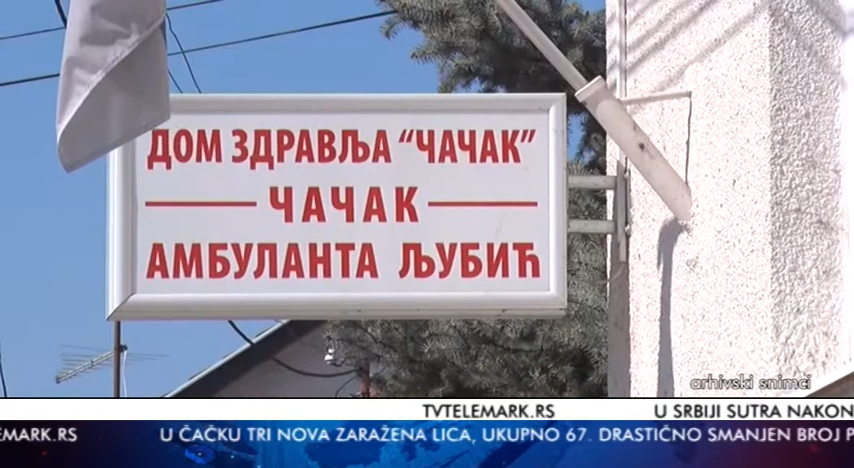 ДОМ ЗДРАВЉА “ЧАЧАК”
ЧАЧАК
АМБУЛАНТА ЉУБИЋ
arhivski snimci
TVTELEMARK.RS U SRBIJI SUTRA NAKON
EMARK.RS U ČAČKU TRI NOVA ZARAŽENA LICA, UKUPNO 67. DRASTIČNO SMANJEN BROJ P